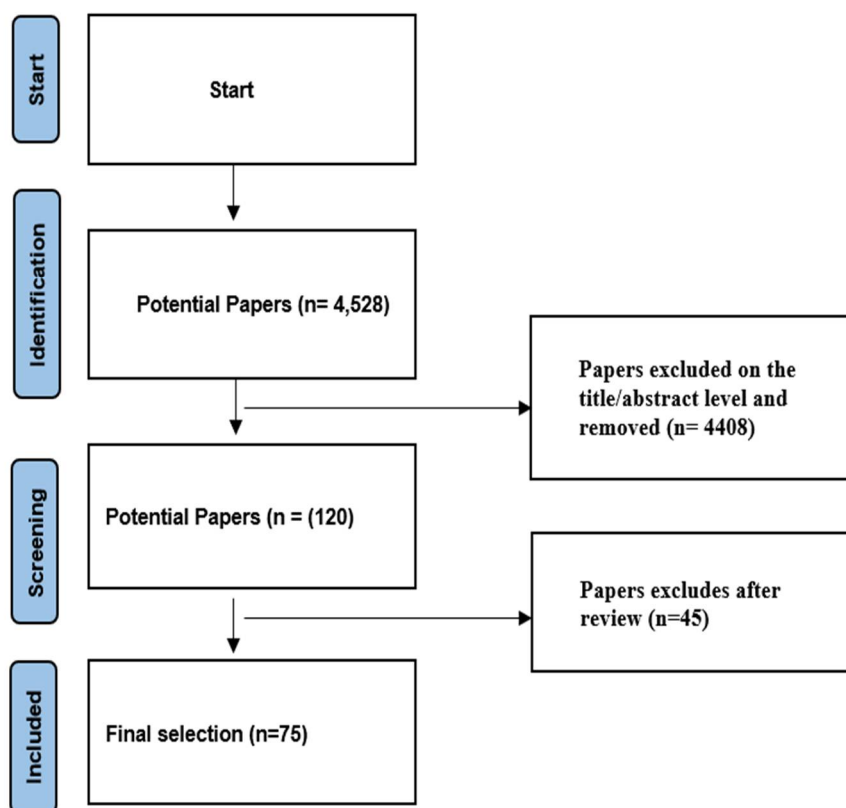 Start
Start
Identification
Potential Papers (n= 4,528)
Papers excluded on the
title/abstract level and
removed (n= 4408)
Screening
Potential Papers (n = (120)
Papers excludes after
review (n=45)
Included
Final selection (n=75)